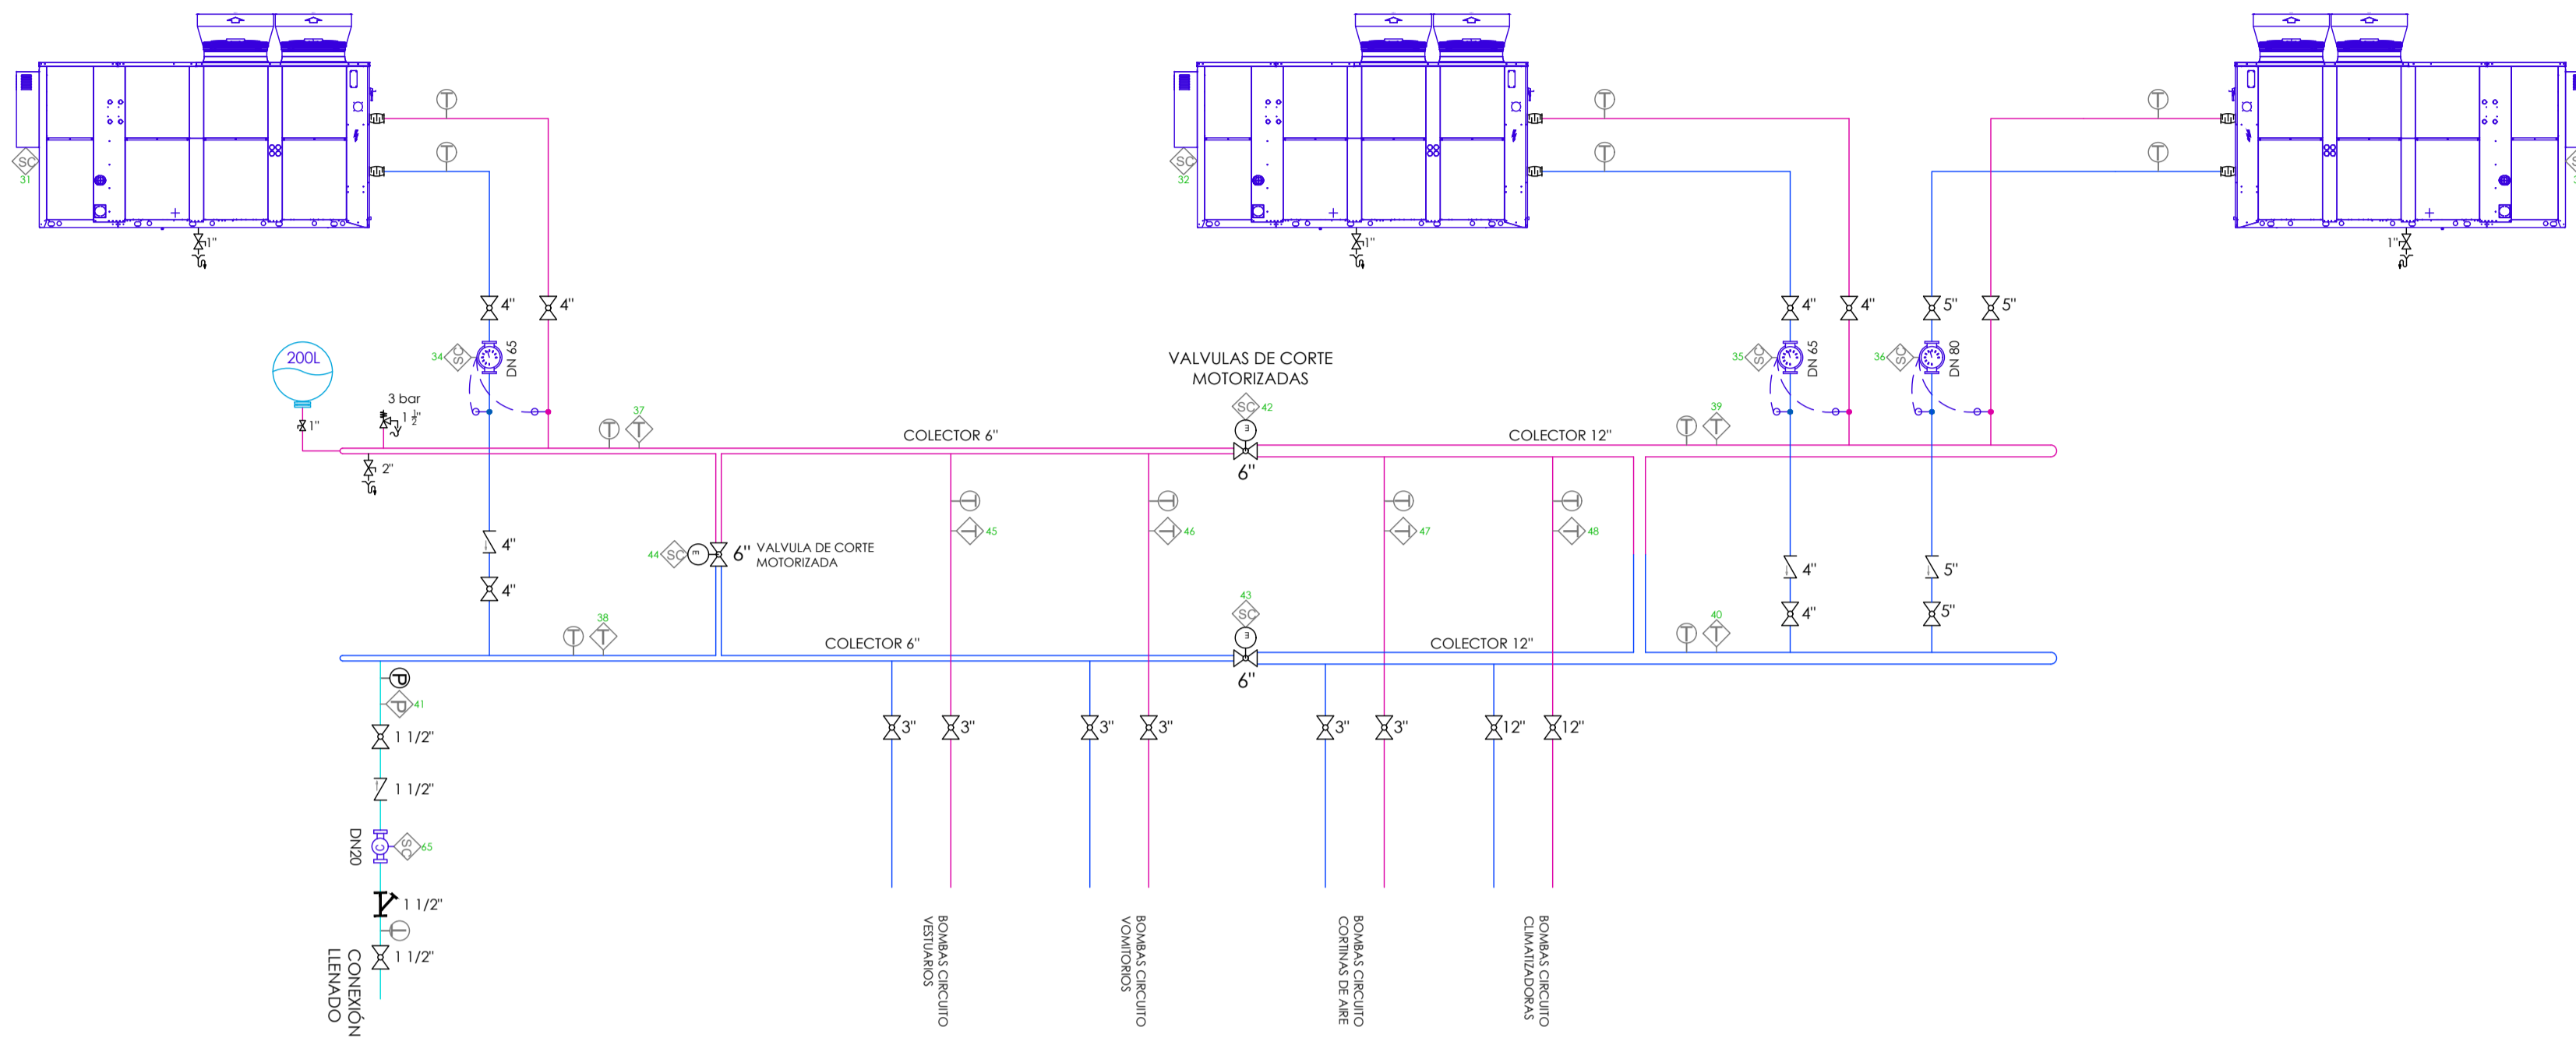 SC
31
1"
T
T
SC
32
1"
T
T
T
T
1"
SC
4"
4"
4"
4"
5"
5"
200L
34
SC
DN 65
VALVULAS DE CORTE
MOTORIZADAS
35
SC
DN 65
36
SC
DN 80
3 bar
1 ½"
1"
2"
T
37
T
COLECTOR 6"
SC
42
E
6"
COLECTOR 12"
T
39
T
T
45
T
T
46
T
T
47
T
T
48
T
4"
4"
44
SC
E
6"
VALVULA DE CORTE
MOTORIZADA
4"
4"
5"
5"
T
38
T
COLECTOR 6"
43
SC
E
6"
COLECTOR 12"
T
40
T
P
P
41
1 1/2"
1 1/2"
DN20
C
SC
65
1 1/2"
T
1 1/2"
CONEXIÓN
LLENADO
3"
3"
3"
3"
3"
3"
12"
12"
BOMBAS CIRCUITO
VESTUARIOS
BOMBAS CIRCUITO
VOMITORIOS
BOMBAS CIRCUITO
CORTINAS DE AIRE
BOMBAS CIRCUITO
CLIMATIZADORAS